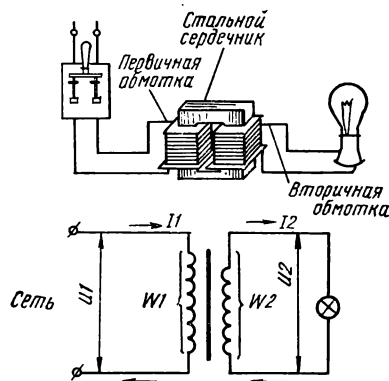 Стальной
сердечник
Первичная
обмотка
Вторичная
обмотка
I1
I2
Сеть
U1
W1
W2
U2